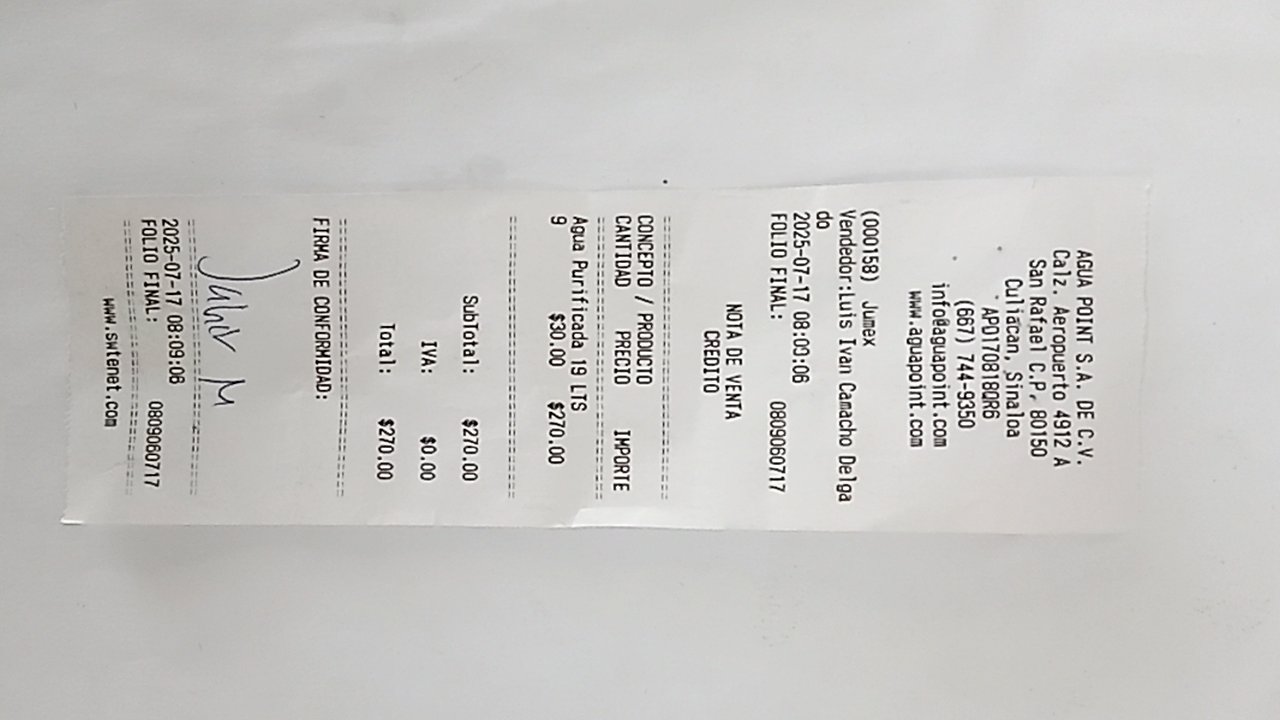 AGUA POINT S.A. DE C.V.
Calz. Aeropuerto 4912 A
San Rafael C.P. 80150
Culiacan, Sinaloa
APO170818QR6
(667) 744-9350
info@aguapoint.com
www.aguapoint.com
(000158) Jumex
Vendedor:Luis Ivan Camacho Delga
do
2025-07-17 08:09:06
FOLIO FINAL: 0809060717
NOTA DE VENTA
CREDITO
CONCEPTO / PRODUCTO
CANTIDAD PRECIO IMPORTE
Agua Purificada 19 LTS
9 $30.00 $270.00
SubTotal: $270.00
IVA: $0.00
Total: $270.00
FIRMA DE CONFORMIDAD:
2025-07-17 08:09:06
FOLIO FINAL: 0809060717
www.smtenet.com